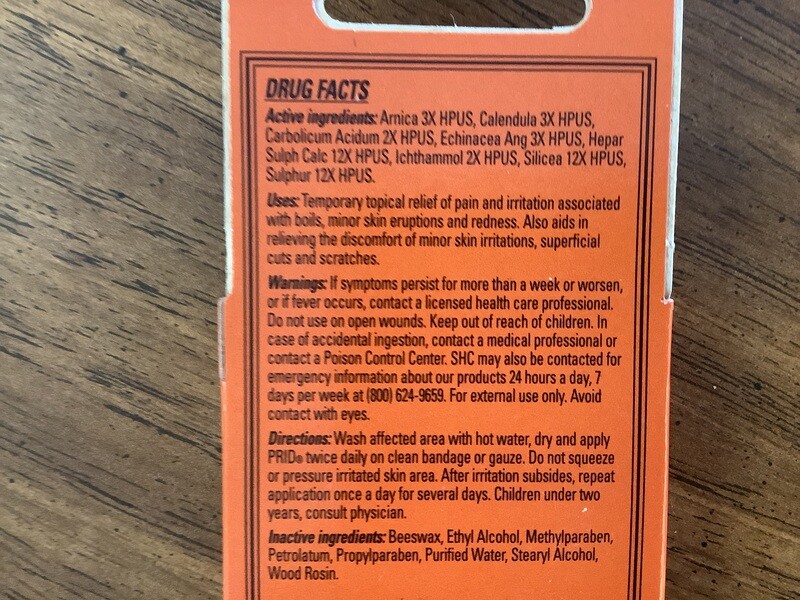 DRUG FACTS
Active ingredients: Arnica 3X HPUS, Calendula 3X HPUS,
Carbolicum Acidum 2X HPUS, Echinacea Ang 3X HPUS, Hepar
Sulph Calc 12X HPUS, Ichthammol 2X HPUS, Silicea 12X HPUS,
Sulphur 12X HPUS.
Uses: Temporary topical relief of pain and irritation associated
with boils, minor skin eruptions and redness. Also aids in
relieving the discomfort of minor skin irritations, superficial
cuts and scratches.
Warnings: If symptoms persist for more than a week or worsen,
or if fever occurs, contact a licensed health care professional.
Do not use on open wounds. Keep out of reach of children. In
case of accidental ingestion, contact a medical professional or
contact a Poison Control Center. SHC may also be contacted for
emergency information about our products 24 hours a day, 7
days per week at (800) 624-9659. For external use only. Avoid
contact with eyes.
Directions: Wash affected area with hot water, dry and apply
PRID® twice daily on clean bandage or gauze. Do not squeeze
or pressure irritated skin area. After irritation subsides, repeat
application once a day for several days. Children under two
years, consult physician.
Inactive ingredients: Beeswax, Ethyl Alcohol, Methylparaben,
Petrolatum, Propylparaben, Purified Water, Stearyl Alcohol,
Wood Rosin.